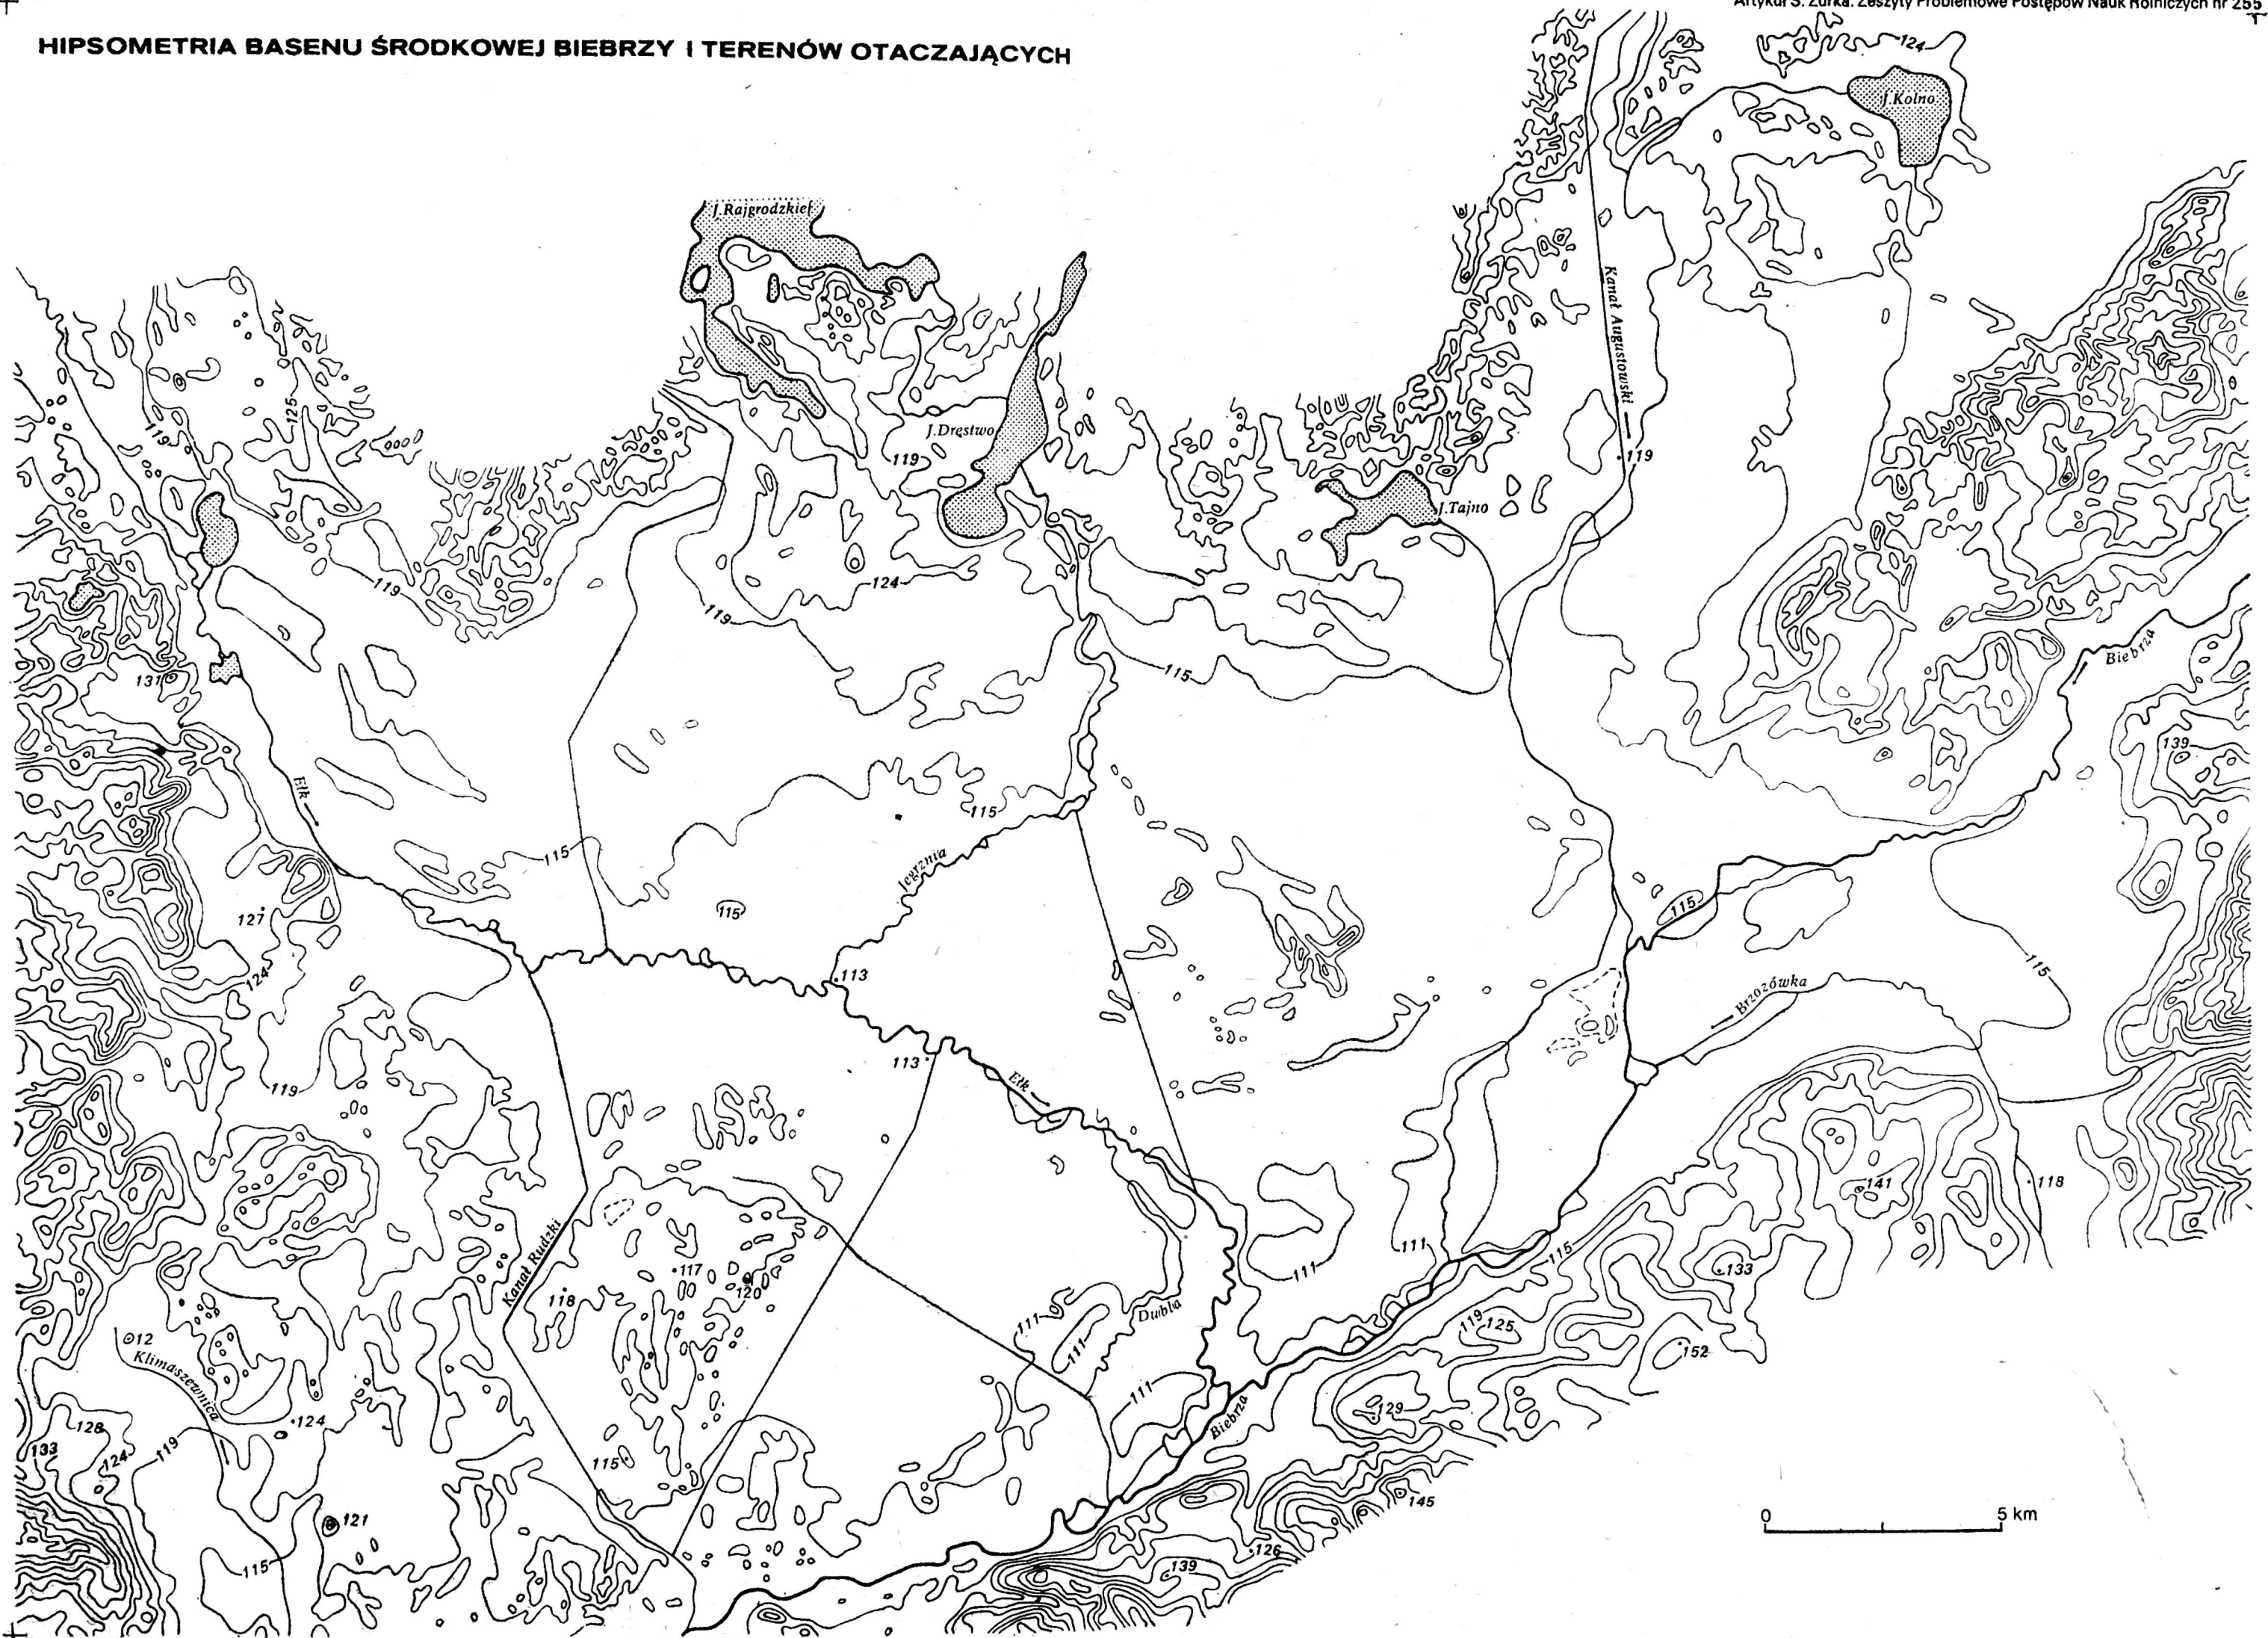 Artykuł S. Żurka. Zeszyty Problemowe Postępów Nauk Rolniczych nr 255
HIPSOMETRIA BASENU ŚRODKOWEJ BIEBRZY I TERENÓW OTACZAJĄCYCH
124
J.Kolno
J.Rajgrodzkie
Kanał Augustowski
125
119
J.Dręstwo
119
119
J.Tajno
119
124
119
131
115
Biebrza
139
Ełk
115
115
Jegrznia
115
115
127
124
113
115
Brzozówka
113
Ełk
119
141
118
Kanał Rudzki
117
120
118
111
111
115
133
111
Dubla
111
119
125
152
12
Klimaszewnica
111
129
Biebrza
128
124
133
124
119
115
145
121
126
139
115
0 5 km